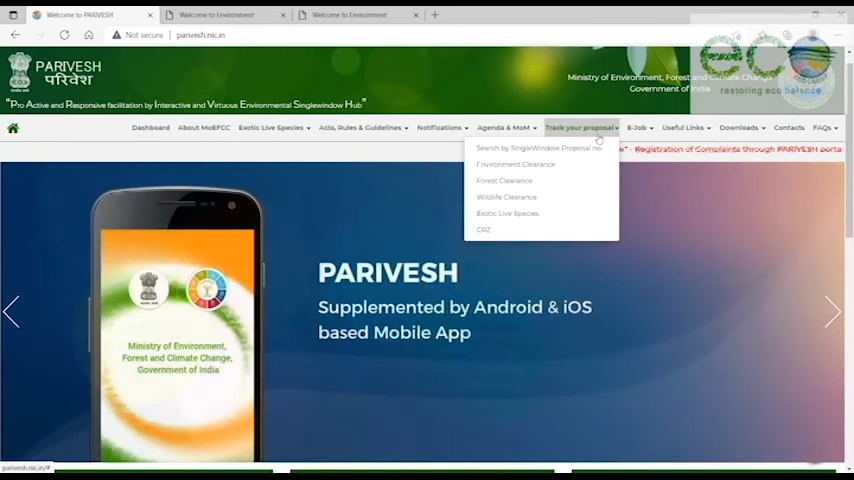 Welcome to PARIVESH
Welcome to Environment
Welcome to Environment
Not secure | parivesh.nic.in
PARIVESH
परिवेश
"Pro Active and Responsive facilitation by Interactive and Virtuous Environmental Singlewindow Hub"
Ministry of Environment, Forest and Climate Change
Government of India
eco
restoring eco balance
Dashboard About MoEFCC Exotic Live Species Acts, Rules & Guidelines Notifications Agenda & MoM Track your proposal E-Job Useful Links Downloads Contacts FAQs
Search by SingleWindow Proposal no.
" - Registration of Complaints through PARIVESH porta
Environment Clearance
Forest Clearance
Wildlife Clearance
Exotic Live Species
CRZ
PARIVESH
Supplemented by Android & iOS
based Mobile App
Ministry of Environment,
Forest and Climate Change,
Government of India
parivesh.nic.in/#